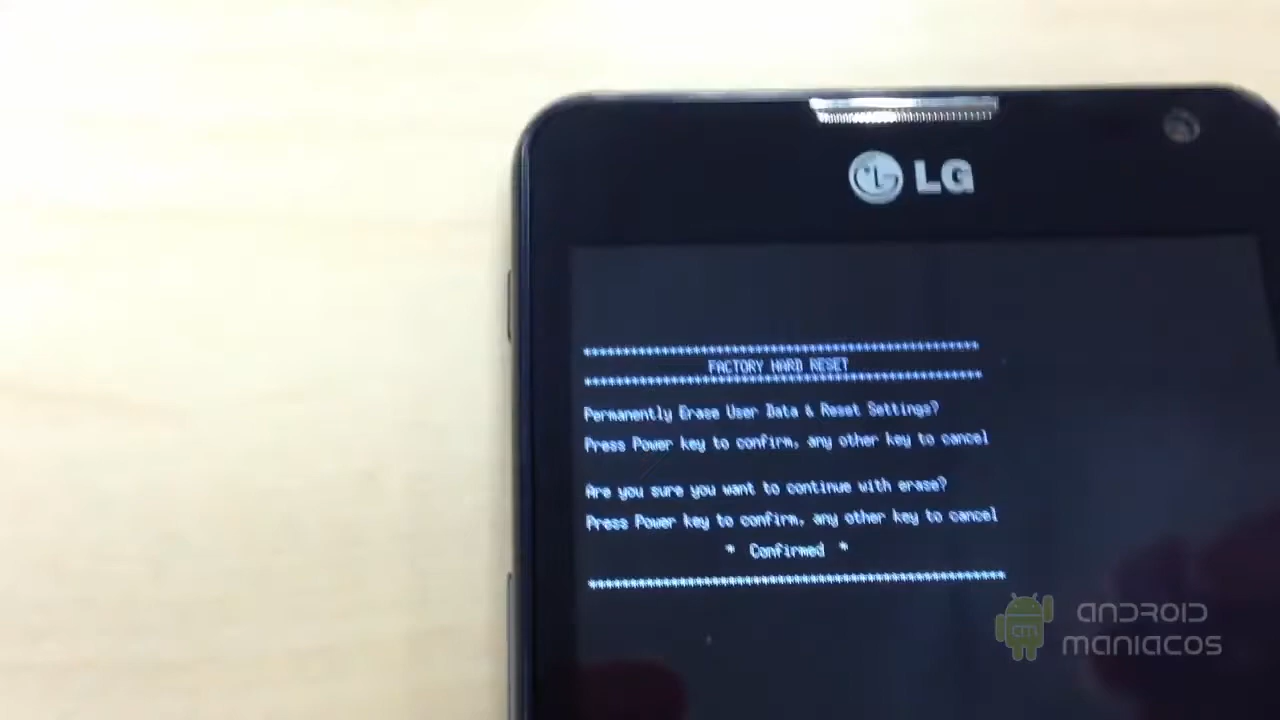 LG
LG
***************************************************
FACTORY HARD RESET
***************************************************
Permanently Erase User Data & Reset Settings?
Press Power key to confirm, any other key to cancel
Are you sure you want to continue with erase?
Press Power key to confirm, any other key to cancel
* Confirmed *
***************************************************
cm
ANDROID
maniacos